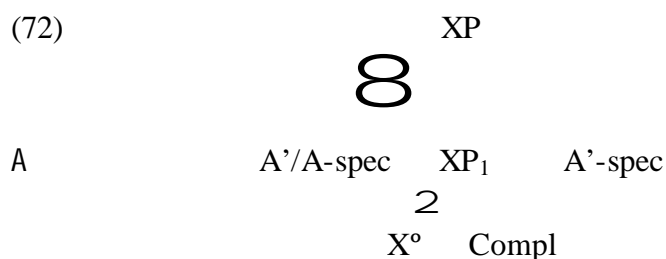 (72) XP
8
A A’/A-spec XP₁ A’-spec
2
Xº Compl